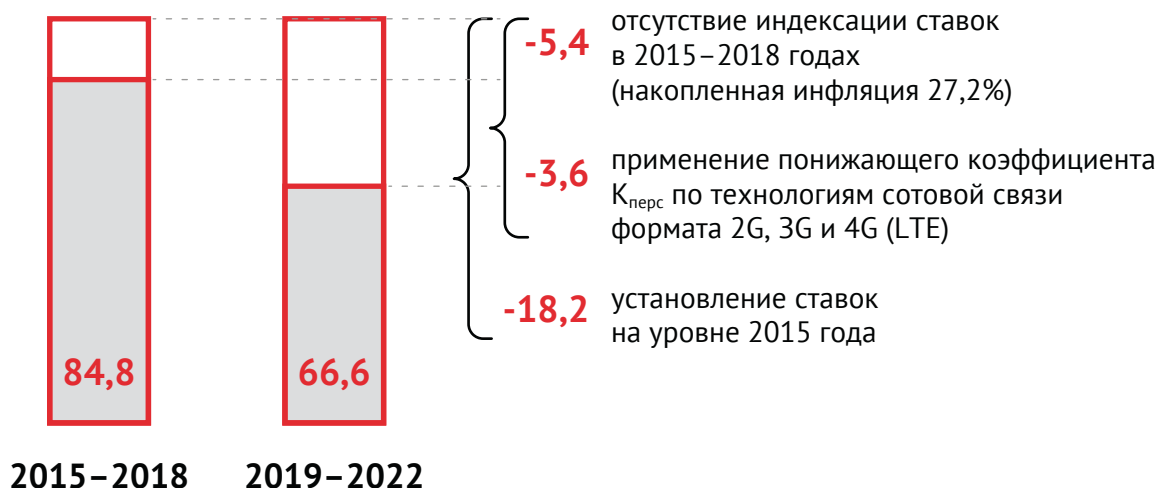 -5,4
отсутствие индексации ставок
в 2015–2018 годах
(накопленная инфляция 27,2%)
-3,6
применение понижающего коэффициента
Кперс по технологиям сотовой связи
формата 2G, 3G и 4G (LTE)
-18,2
установление ставок
на уровне 2015 года
84,8
66,6
2015–2018
2019–2022